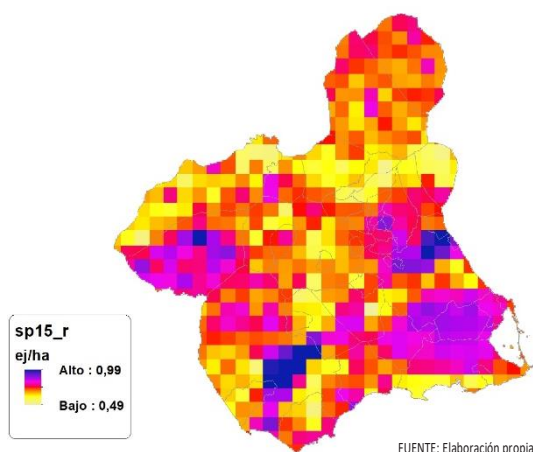 sp15_r
ej/ha
Alto : 0,99
Bajo : 0,49
FUENTE: Elaboración propia